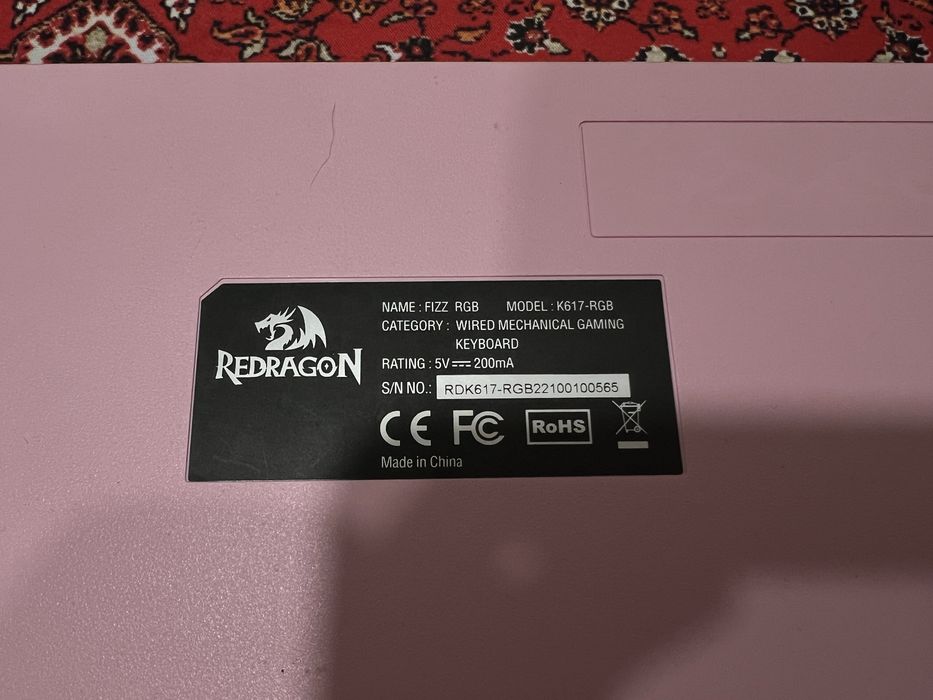 REDRAGON
NAME : FIZZ RGB MODEL : K617-RGB
CATEGORY : WIRED MECHANICAL GAMING
KEYBOARD
RATING : 5V⎓200mA
S/N NO.: RDK617-RGB22100100565
CE FC RoHS
Made in China